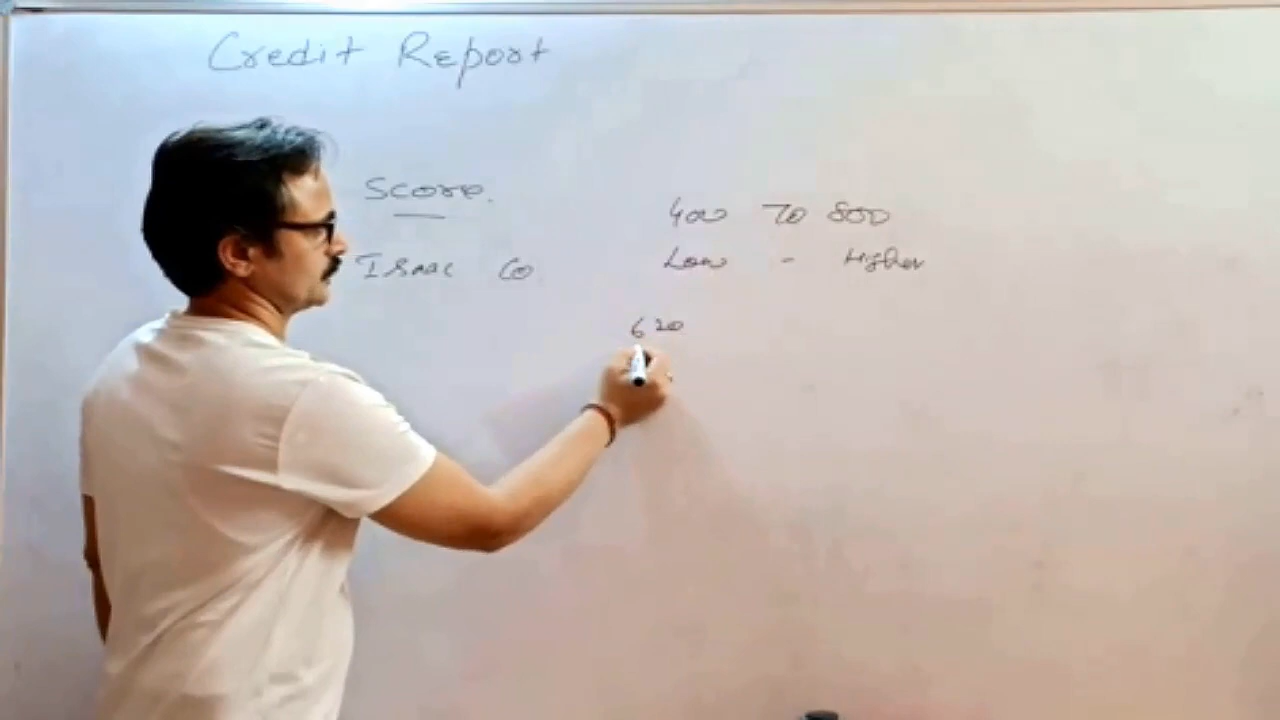 Credit Report
Score.
400 To 800
Isaac Co.
Low - Higher
620